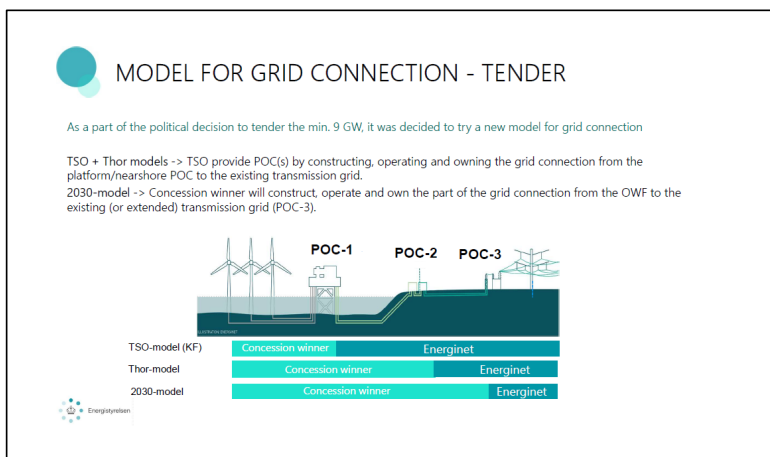 MODEL FOR GRID CONNECTION - TENDER
As a part of the political decision to tender the min. 9 GW, it was decided to try a new model for grid connection
TSO + Thor models -> TSO provide POC(s) by constructing, operating and owning the grid connection from the
platform/nearshore POC to the existing transmission grid.
2030-model -> Concession winner will construct, operate and own the part of the grid connection from the OWF to the
existing (or extended) transmission grid (POC-3).
POC-1
POC-2
POC-3
TSO-model (KF)
Concession winner
Energinet
Thor-model
Concession winner
Energinet
2030-model
Concession winner
Energinet
Energistyrelsen